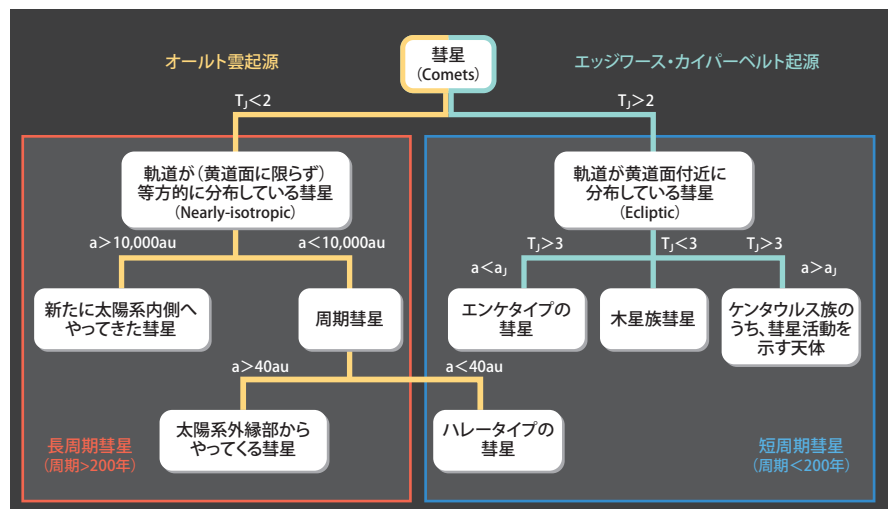 オールト雲起源
彗星
(Comets)
エッジワース・カイパーベルト起源
TJ<2
TJ>2
軌道が(黄道面に限らず)
等方的に分布している彗星
(Nearly-isotropic)
軌道が黄道面付近に
分布している彗星
(Ecliptic)
a>10,000au
a<10,000au
TJ>3
TJ<3
TJ>3
a<aJ
a>aJ
新たに太陽系内側へ
やってきた彗星
周期彗星
エンケタイプの
彗星
木星族彗星
ケンタウルス族の
うち、彗星活動を
示す天体
a>40au
a<40au
太陽系外縁部から
やってくる彗星
ハレータイプの
彗星
長周期彗星
(周期>200年)
短周期彗星
(周期<200年)